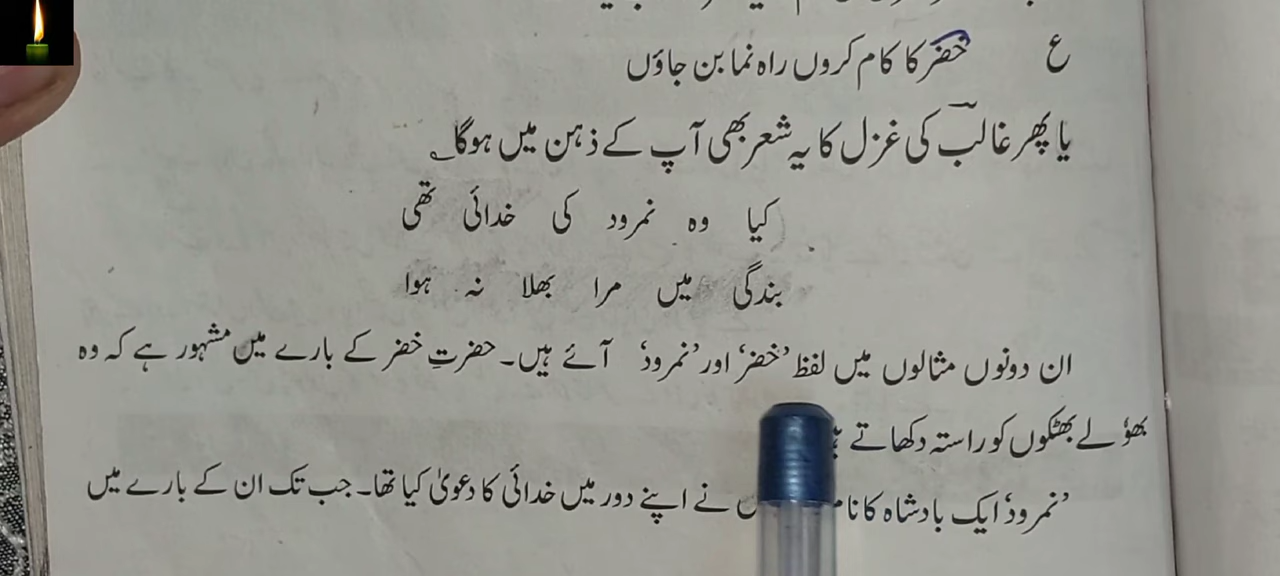 ع خضر کا کام کروں راہ نما بن جاؤں
یا پھر غالب کی غزل کا یہ شعر بھی آپ کے ذہن میں ہوگا
کیا وہ نمرود کی خدائی تھی
بندگی میں مرا بھلا نہ ہوا
ان دونوں مثالوں میں لفظ ’خضر‘ اور ’نمرود‘ آئے ہیں۔ حضرتِ خضر کے بارے میں مشہور ہے کہ وہ
بھولے بھٹکوں کو راستہ دکھاتے
’نمرود‘ ایک بادشاہ کا نے اپنے دور میں خدائی کا دعویٰ کیا تھا۔ جب تک ان کے بارے میں